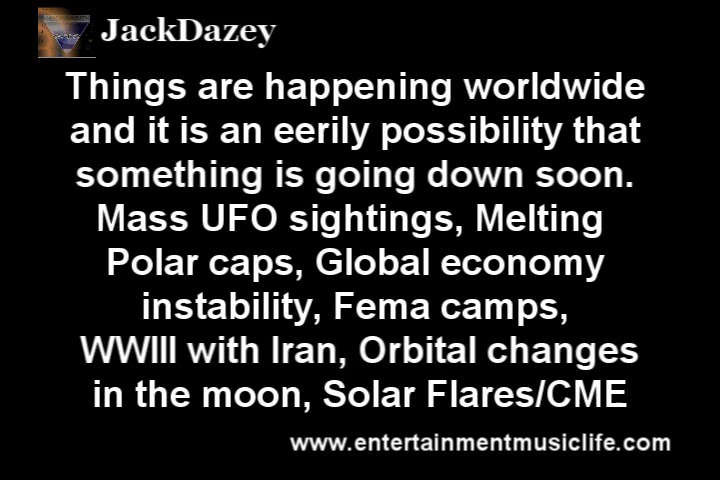 JackDazey
Things are happening worldwide
and it is an eerily possibility that
something is going down soon.
Mass UFO sightings, Melting
Polar caps, Global economy
instability, Fema camps,
WWIII with Iran, Orbital changes
in the moon, Solar Flares/CME
www.entertainmentmusiclife.com